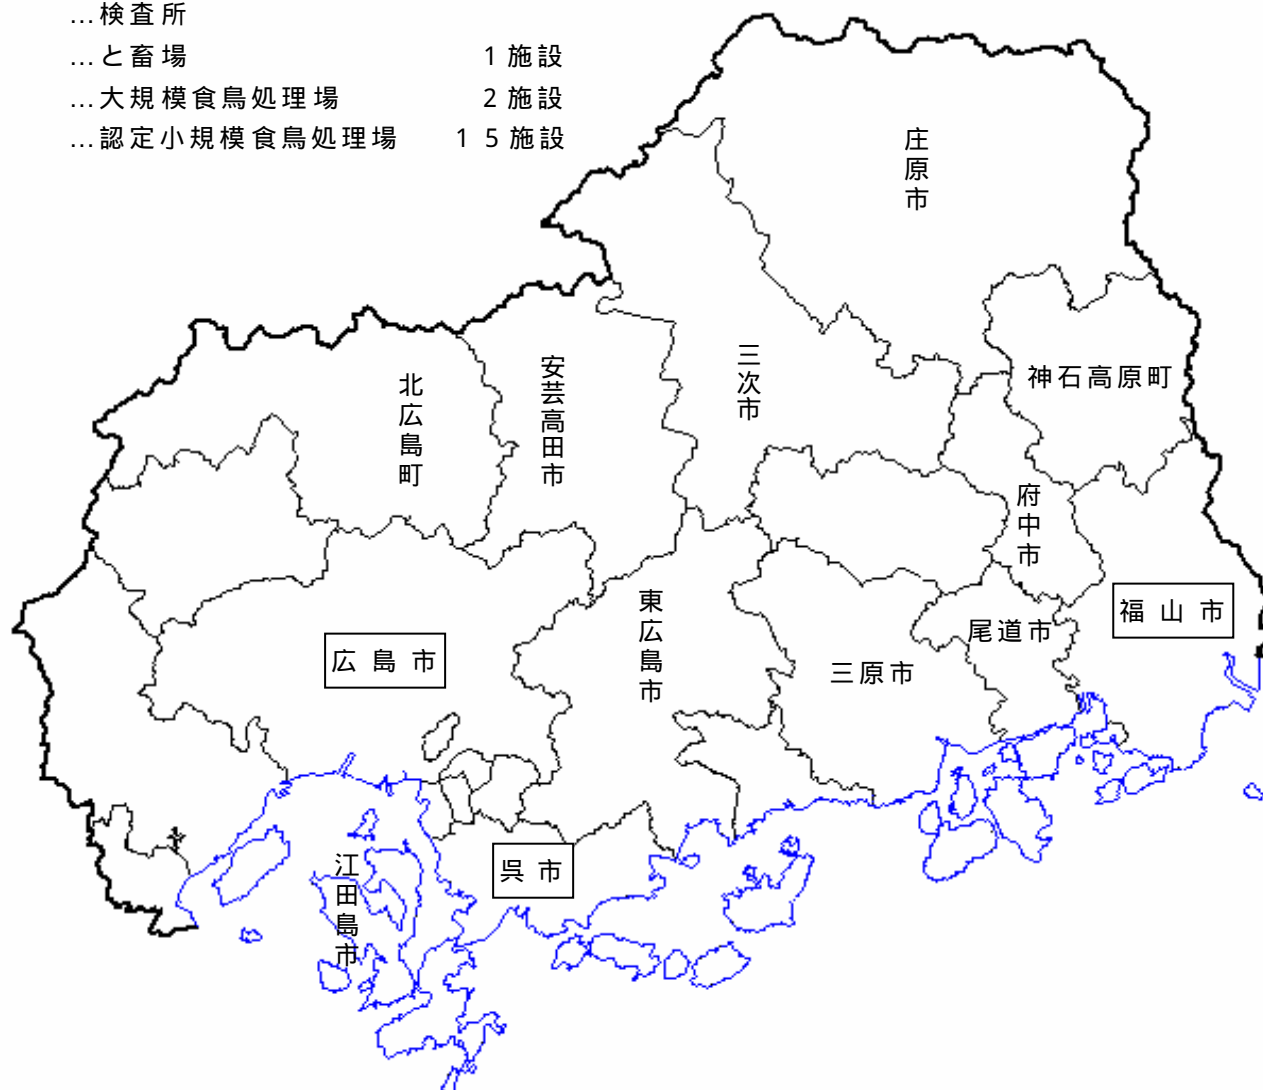 …検査所
…と畜場 1施設
…大規模食鳥処理場 2施設
…認定小規模食鳥処理場 15施設
庄原市
三次市
安芸高田市
北広島町
神石高原町
府中市
福山市
東広島市
尾道市
広島市
三原市
呉市
江田島市